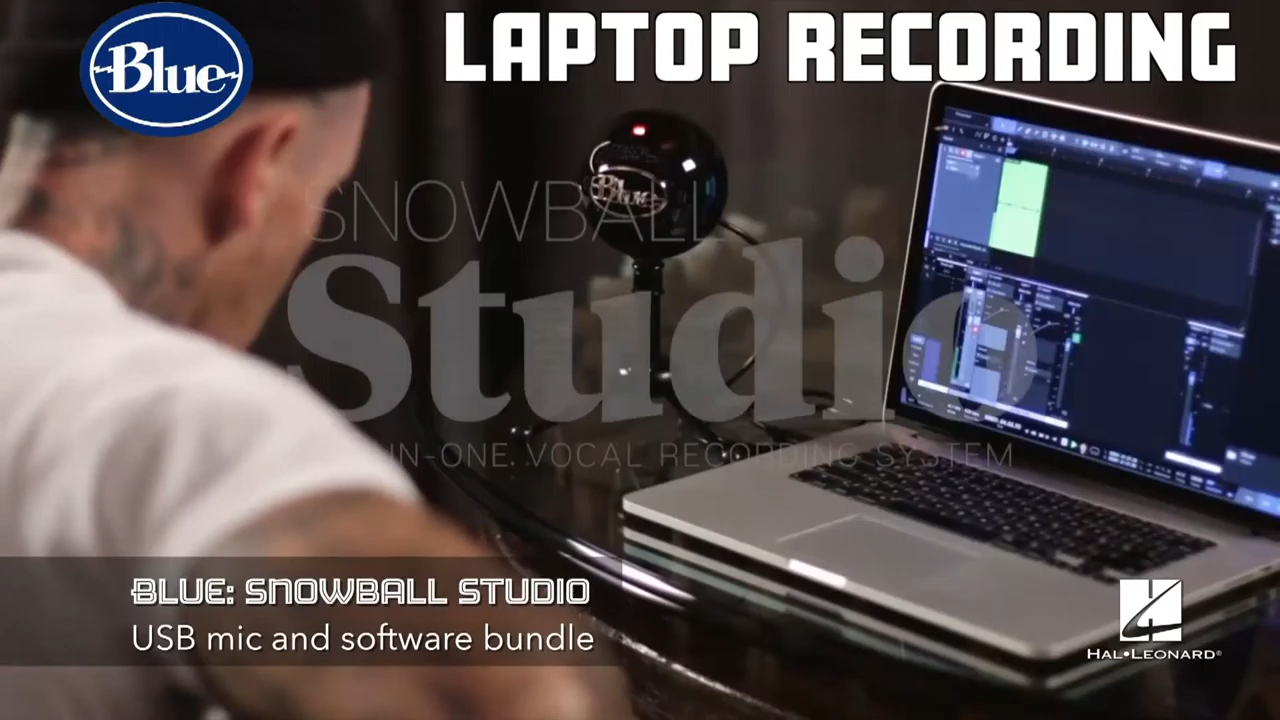 LAPTOP RECORDING
Blue
Blue
SNOWBALL
Studio
IN-ONE VOCAL RECORDING SYSTEM
BLUE: SNOWBALL STUDIO
USB mic and software bundle
HAL•LEONARD®